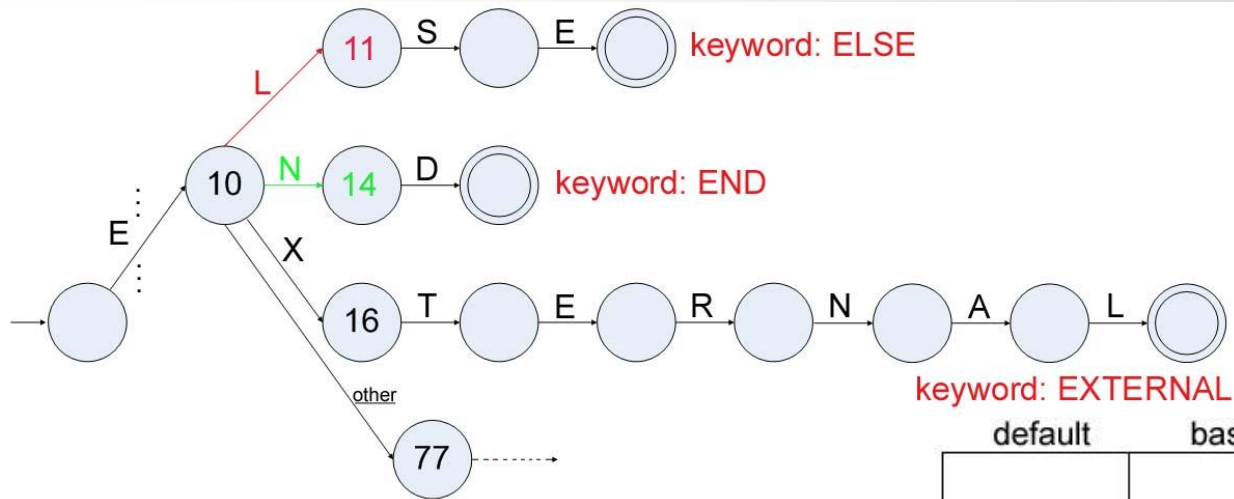 11 S E keyword: ELSE
L
10 N 14 D keyword: END
E
X
16 T E R N A L
keyword: EXTERNAL
other
default
77